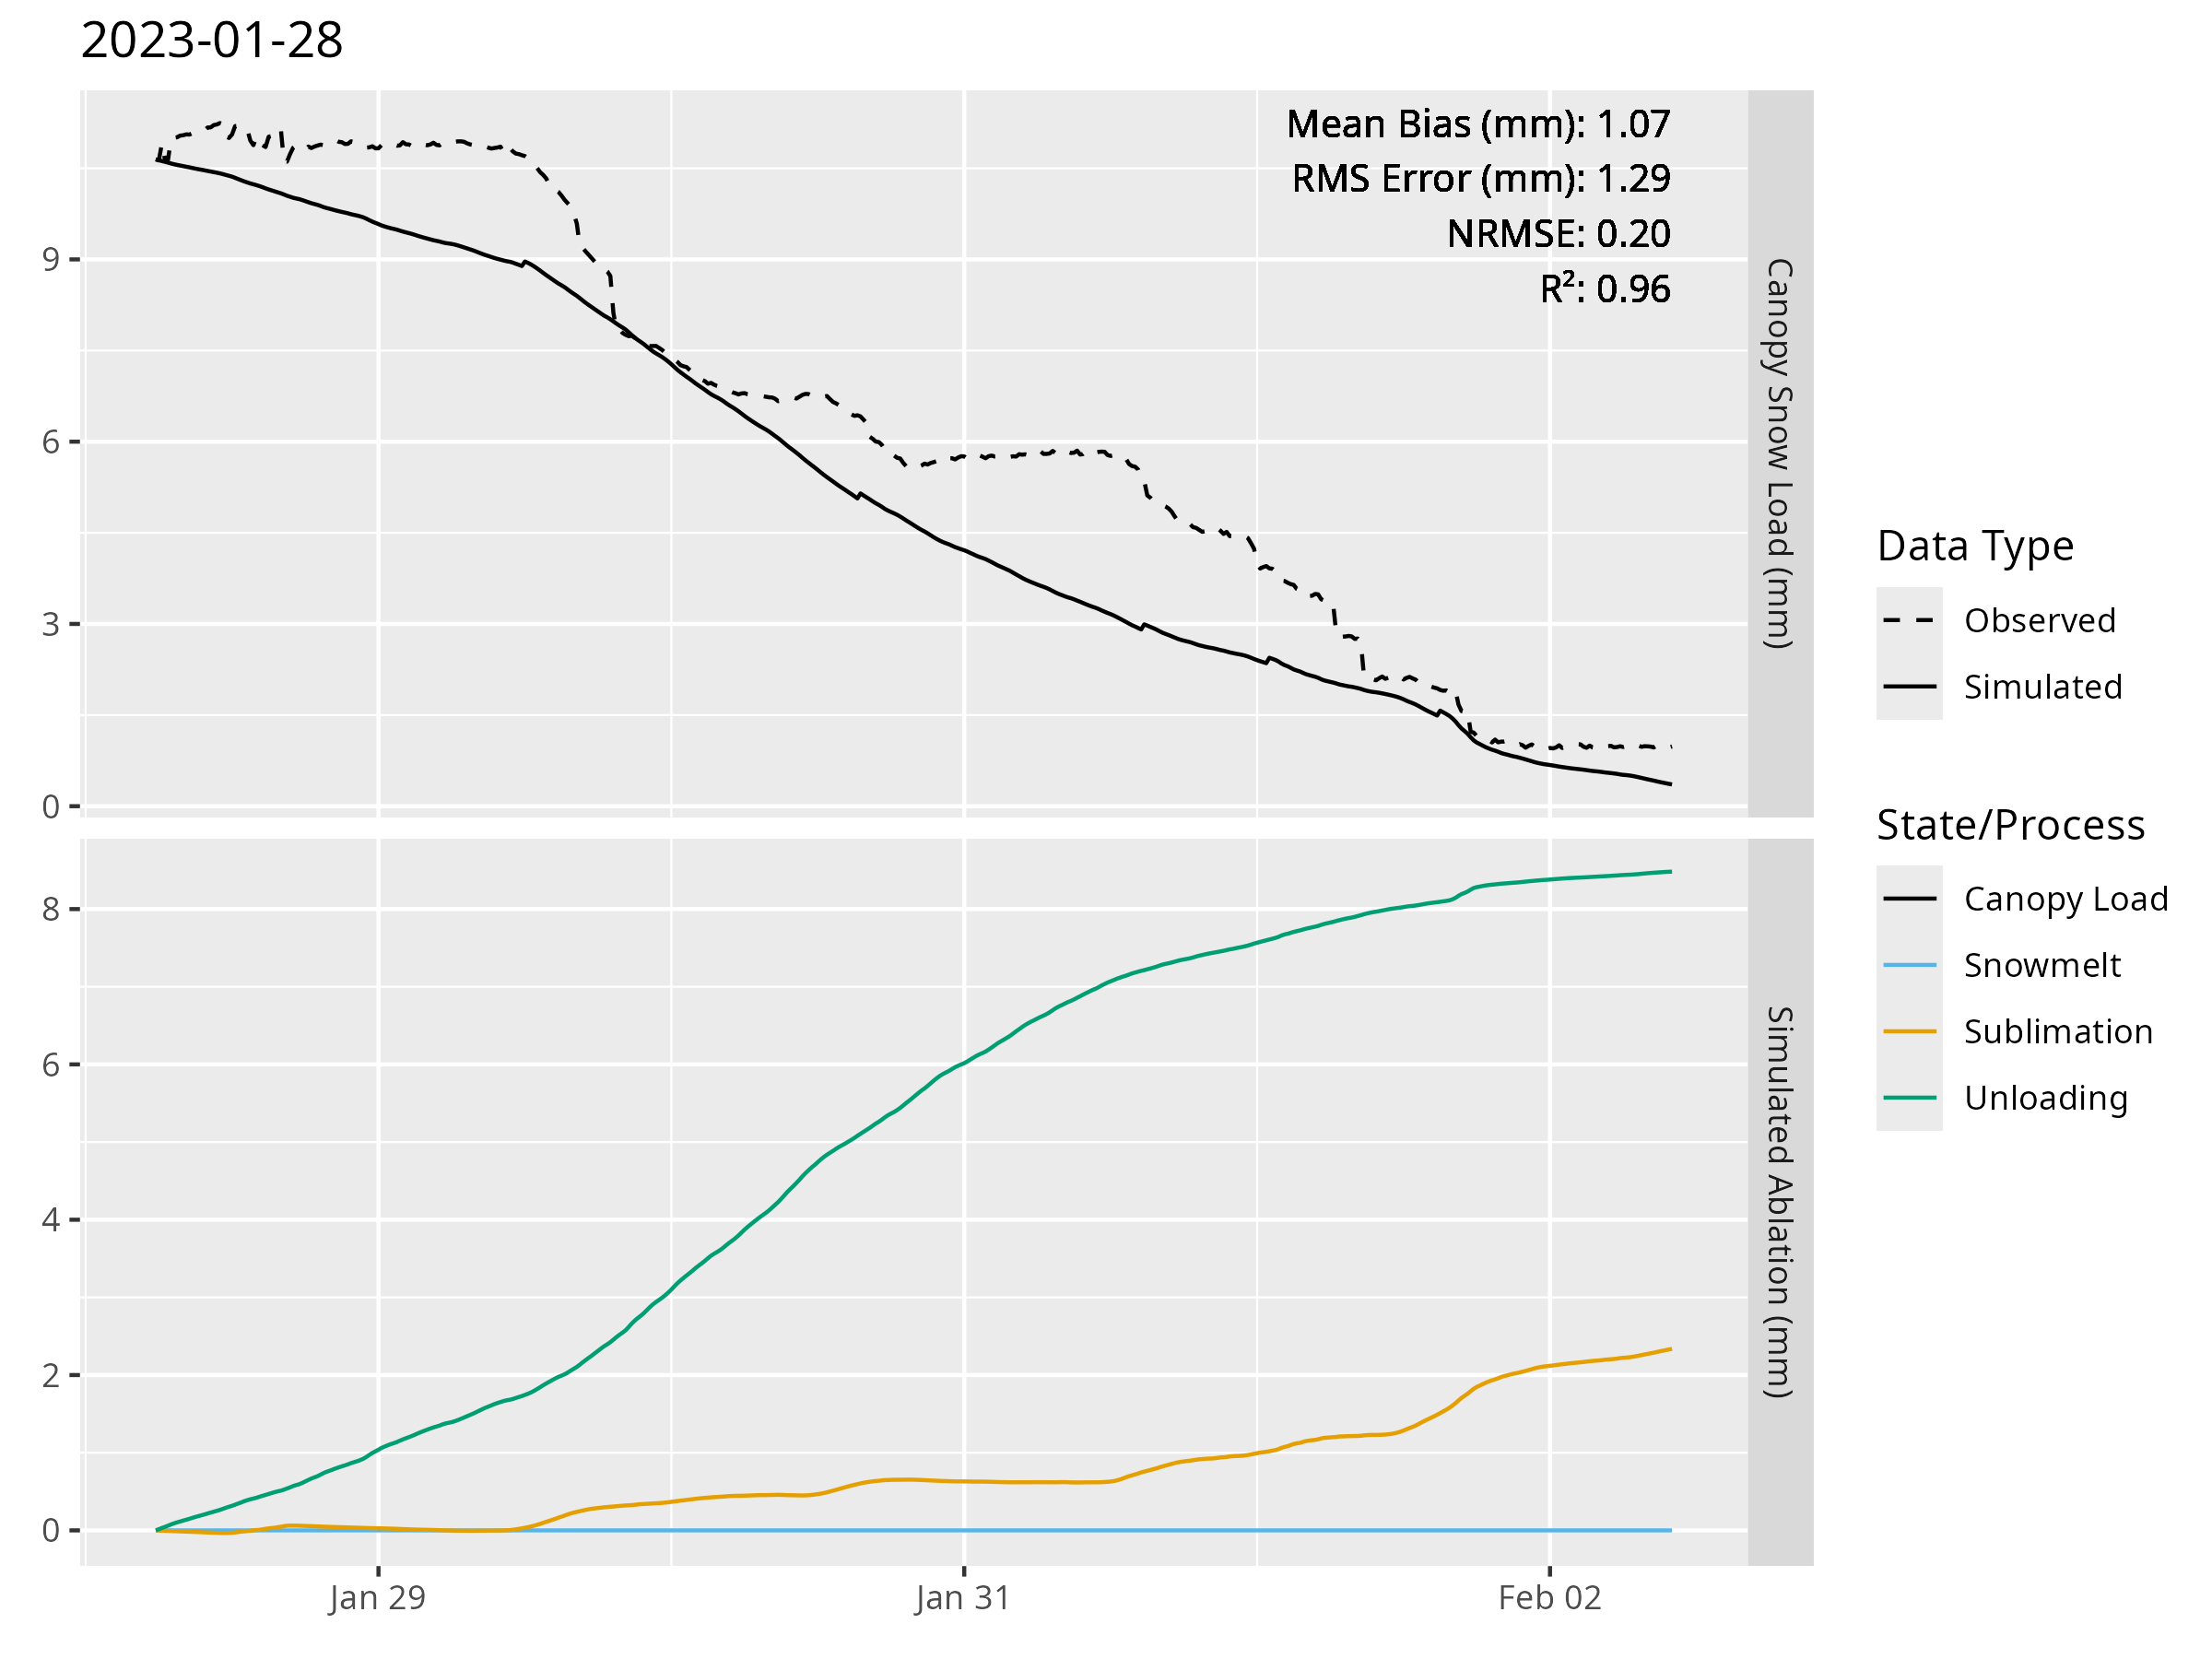 2023-01-28
Mean Bias (mm): 1.07
RMS Error (mm): 1.29
NRMSE: 0.20
R²: 0.96
9
6
3
0
Canopy Snow Load (mm)
8
6
4
2
0
Simulated Ablation (mm)
Jan 29
Jan 31
Feb 02
Data Type
Observed
Simulated
State/Process
Canopy Load
Snowmelt
Sublimation
Unloading